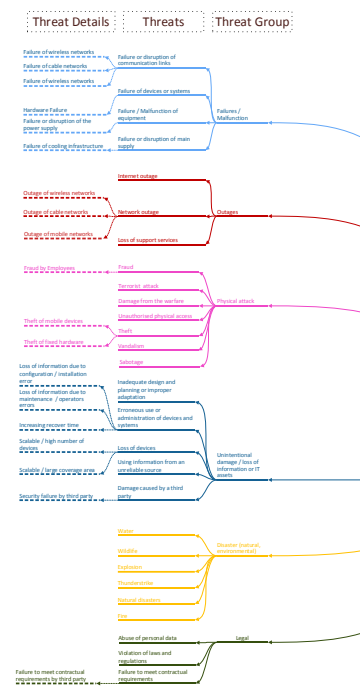 Threat Details
Threats
Threat Group
Failure of wireless networks
Failure of cable networks
Failure of wireless networks
Failure or disruption of
communication links
Failure of devices or systems
Hardware Failure
Failure or disruption of the
power supply
Failure / Malfunction of
equipment
Failures /
Malfunction
Failure of cooling infrastructure
Failure or disruption of main
supply
Internet outage
Outage of wireless networks
Outage of cable networks
Outage of mobile networks
Network outage
Outages
Loss of support services
Fraud by Employees
Fraud
Terrorist attack
Damage from the warfare
Physical attack
Unauthorised physical access
Theft of mobile devices
Theft of fixed hardware
Theft
Vandalism
Sabotage
Loss of information due to
configuration / installation
error
Loss of information due to
maintenance / operators
errors
Increasing recover time
Inadequate design and
planning or improper
adaptation
Erroneous use or
administration of devices and
systems
Scalable / high number of
devices
Scalable / large coverage area
Loss of devices
Using information from an
unreliable source
Unintentional
damage / loss of
information or IT
assets
Security failure by third party
Damage caused by a third
party
Water
Wildlife
Explosion
Disaster (natural,
environmental)
Thunderstrike
Natural disasters
Fire
Abuse of personal data
Legal
Violation of laws and
regulations
Failure to meet contractual
requirements by third party
Failure to meet contractual
requirements